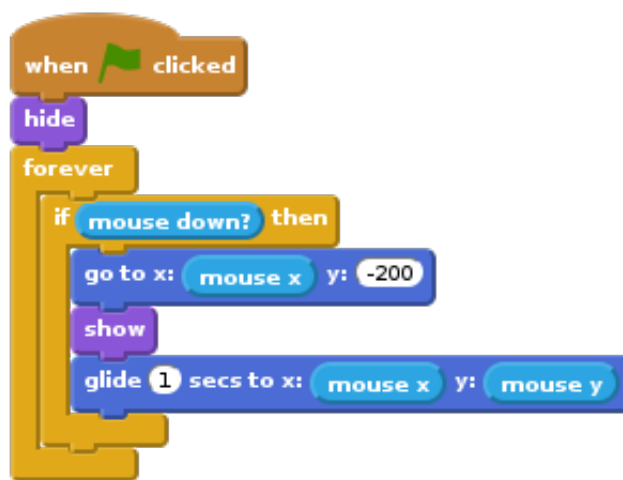 when clicked
hide
forever
if mouse down? then
go to x: mouse x y: -200
show
glide 1 secs to x: mouse x y: mouse y